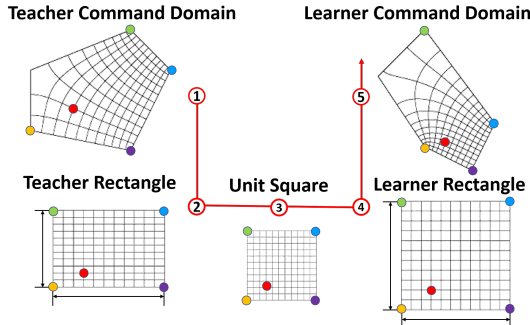 Teacher Command Domain
Learner Command Domain
1
5
Teacher Rectangle
Unit Square
Learner Rectangle
2
3
4